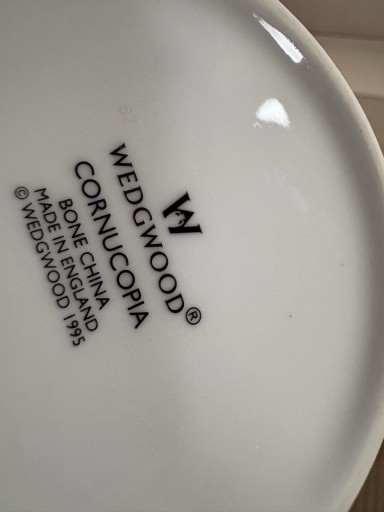 W
WEDGWOOD®
CORNUCOPIA
BONE CHINA
MADE IN ENGLAND
© WEDGWOOD 1995